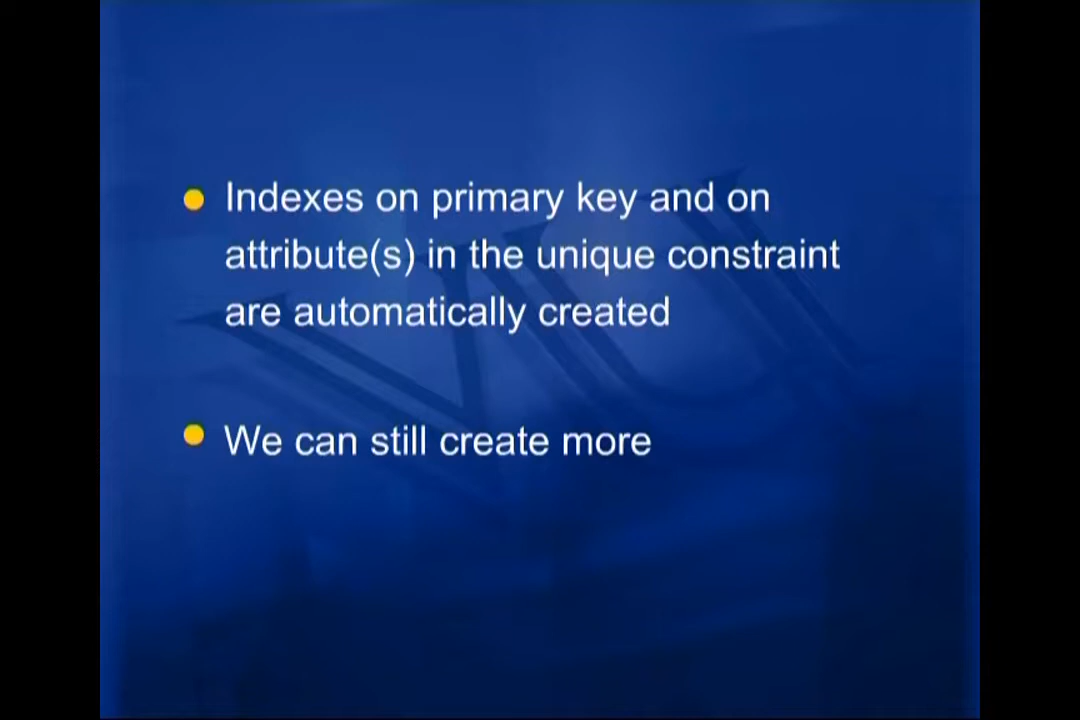 Indexes on primary key and on
attribute(s) in the unique constraint
are automatically created
We can still create more
VU